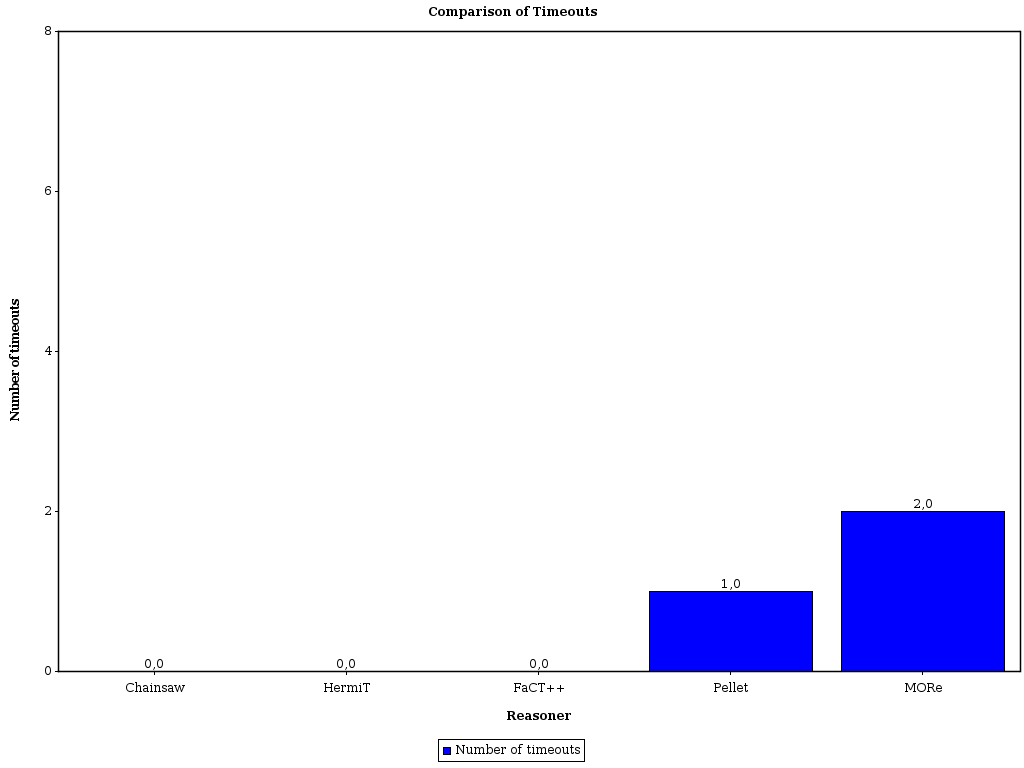 Comparison of Timeouts
8
6
4
2
0
Number of timeouts
0,0
0,0
0,0
1,0
2,0
Chainsaw
HermiT
FaCT++
Pellet
MORe
Reasoner
Number of timeouts